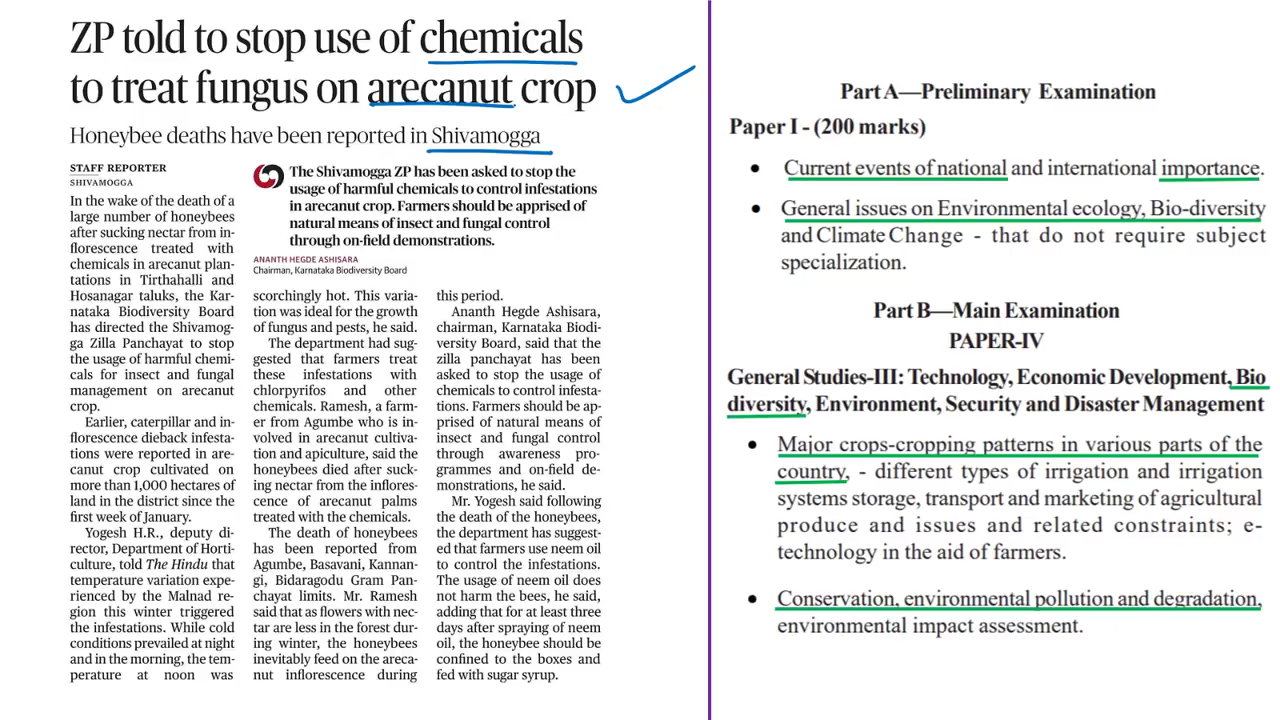 ZP told to stop use of chemicals
to treat fungus on arecanut crop
Honeybee deaths have been reported in Shivamogga
STAFF REPORTER
SHIVAMOGGA
In the wake of the death of a
large number of honeybees
after sucking nectar from in-
florescence treated with
chemicals in arecanut plan-
tations in Tirthahalli and
Hosanagar taluks, the Kar-
nataka Biodiversity Board
has directed the Shivamog-
ga Zilla Panchayat to stop
the usage of harmful chemi-
cals for insect and fungal
management on arecanut
crop.
Earlier, caterpillar and in-
florescence dieback infesta-
tions were reported in are-
canut crop cultivated on
more than 1,000 hectares of
land in the district since the
first week of January.
Yogesh H.R., deputy di-
rector, Department of Horti-
culture, told The Hindu that
temperature variation expe-
rienced by the Malnad re-
gion this winter triggered
the infestations. While cold
conditions prevailed at night
and in the morning, the tem-
perature at noon was
The Shivamogga ZP has been asked to stop the
usage of harmful chemicals to control infestations
in arecanut crop. Farmers should be apprised of
natural means of insect and fungal control
through on-field demonstrations.
ANANTH HEGDE ASHISARA
Chairman, Karnataka Biodiversity Board
scorchingly hot. This varia-
tion was ideal for the growth
of fungus and pests, he said.
The department had sug-
gested that farmers treat
these infestations with
chlorpyrifos and other
chemicals. Ramesh, a farm-
er from Agumbe who is in-
volved in arecanut cultiva-
tion and apiculture, said the
honeybees died after suck-
ing nectar from the inflores-
cence of arecanut palms
treated with the chemicals.
The death of honeybees
has been reported from
Agumbe, Basavani, Kannan-
gi, Bidaragodu Gram Pan-
chayat limits. Mr. Ramesh
said that as flowers with nec-
tar are less in the forest dur-
ing winter, the honeybees
inevitably feed on the areca-
nut inflorescence during
this period.
Ananth Hegde Ashisara,
chairman, Karnataka Biodi-
versity Board, said that the
zilla panchayat has been
asked to stop the usage of
chemicals to control infesta-
tions. Farmers should be ap-
prised of natural means of
insect and fungal control
through awareness pro-
grammes and on-field de-
monstrations, he said.
Mr. Yogesh said following
the death of the honeybees,
the department has suggest-
ed that farmers use neem oil
to control the infestations.
The usage of neem oil does
not harm the bees, he said,
adding that for at least three
days after spraying of neem
oil, the honeybee should be
confined to the boxes and
fed with sugar syrup.
Part A—Preliminary Examination
Paper I - (200 marks)
• Current events of national and international importance.
• General issues on Environmental ecology, Bio-diversity
and Climate Change - that do not require subject
specialization.
Part B—Main Examination
PAPER-IV
General Studies-III: Technology, Economic Development, Bio
diversity, Environment, Security and Disaster Management
• Major crops-cropping patterns in various parts of the
country, - different types of irrigation and irrigation
systems storage, transport and marketing of agricultural
produce and issues and related constraints; e-
technology in the aid of farmers.
• Conservation, environmental pollution and degradation,
environmental impact assessment.